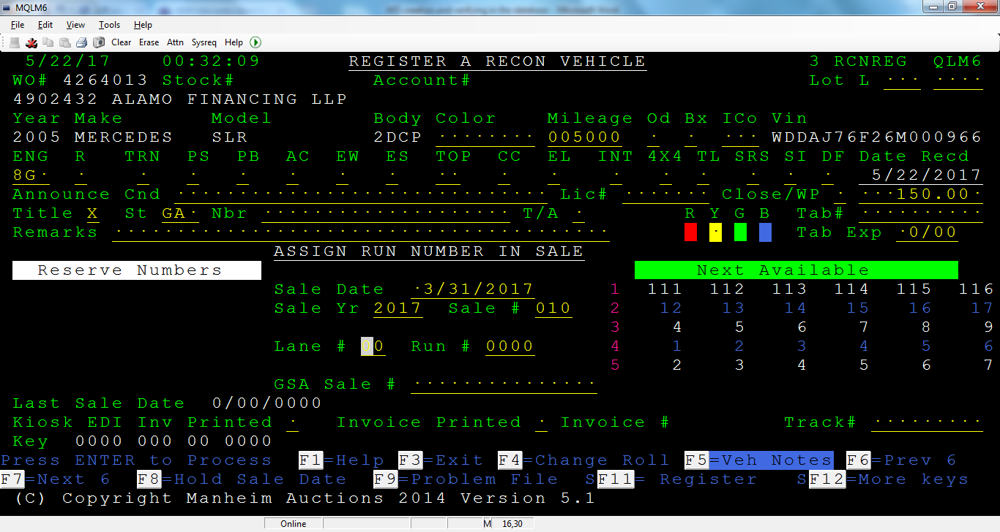 MQLM6
File Edit View Tools Help
Clear Erase Attn Sysreq Help
5/22/17 00:32:09 REGISTER A RECON VEHICLE 3 RCNREG QLM6
WO# 4264013 Stock# Account# Lot L
4902432 ALAMO FINANCING LLP
Year Make Model Body Color Mileage Od Bx ICo Vin
2005 MERCEDES SLR 2DCP 005000 WDDAJ76F26M000966
ENG R TRN PS PB AC EW ES TOP CC EL INT 4X4 TL SRS SI DF Date Recd
8G 5/22/2017
Announce Cnd Lic# Close/WP 150.00
Title X St GA Nbr T/A R Y G B Tab#
Remarks Tab Exp 0/00
ASSIGN RUN NUMBER IN SALE
Reserve Numbers Next Available
Sale Date 3/31/2017 1 111 112 113 114 115 116
Sale Yr 2017 Sale # 010 2 12 13 14 15 16 17
3 4 5 6 7 8 9
Lane # 00 Run # 0000 4 1 2 3 4 5 6
5 2 3 4 5 6 7
GSA Sale #
Last Sale Date 0/00/0000
Kiosk EDI Inv Printed Invoice Printed Invoice # Track#
Key 0000 000 00 0000
Press ENTER to Process F1=Help F3=Exit F4=Change Roll F5=Veh Notes F6=Prev 6
F7=Next 6 F8=Hold Sale Date F9=Problem File SF11= Register SF12=More keys
(C) Copyright Manheim Auctions 2014 Version 5.1
Online M 16,30